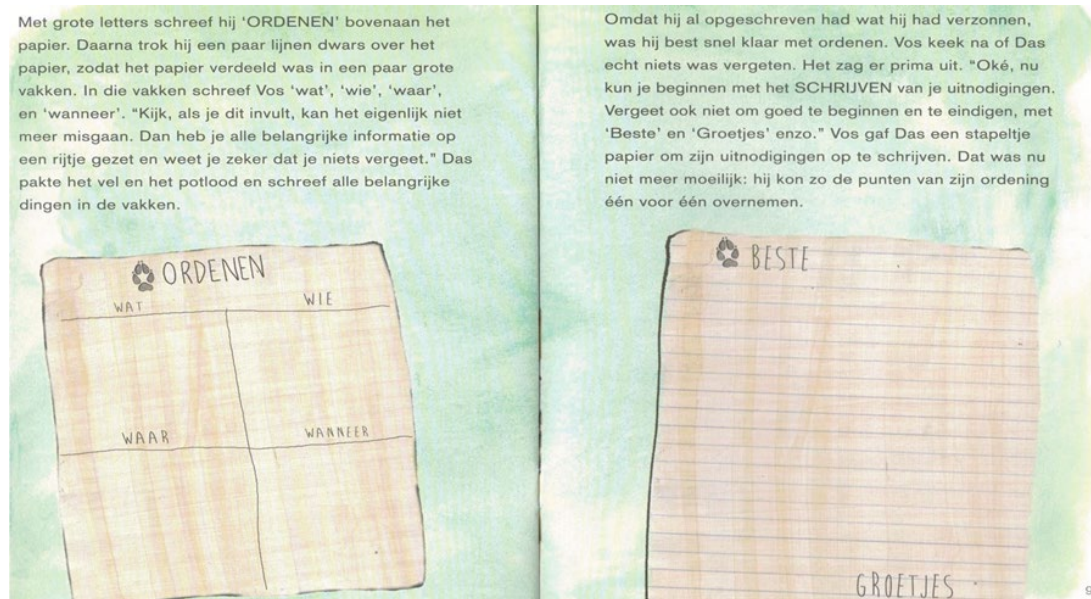 Met grote letters schreef hij ‘ORDENEN’ bovenaan het
papier. Daarna trok hij een paar lijnen dwars over het
papier, zodat het papier verdeeld was in een paar grote
vakken. In die vakken schreef Vos ‘wat’, ‘wie’, ‘waar’,
en ‘wanneer’. “Kijk, als je dit invult, kan het eigenlijk niet
meer misgaan. Dan heb je alle belangrijke informatie op
een rijtje gezet en weet je zeker dat je niets vergeet." Das
pakte het vel en het potlood en schreef alle belangrijke
dingen in de vakken.
ORDENEN
WAT
WIE
WAAR
WANNEER
Omdat hij al opgeschreven had wat hij had verzonnen,
was hij best snel klaar met ordenen. Vos keek na of Das
echt niets was vergeten. Het zag er prima uit. "Oké, nu
kun je beginnen met het SCHRIJVEN van je uitnodigingen.
Vergeet ook niet om goed te beginnen en te eindigen, met
‘Beste’ en ‘Groetjes’ enzo.” Vos gaf Das een stapeltje
papier om zijn uitnodigingen op te schrijven. Dat was nu
niet meer moeilijk: hij kon zo de punten van zijn ordening
één voor één overnemen.
BESTE
GROETJES